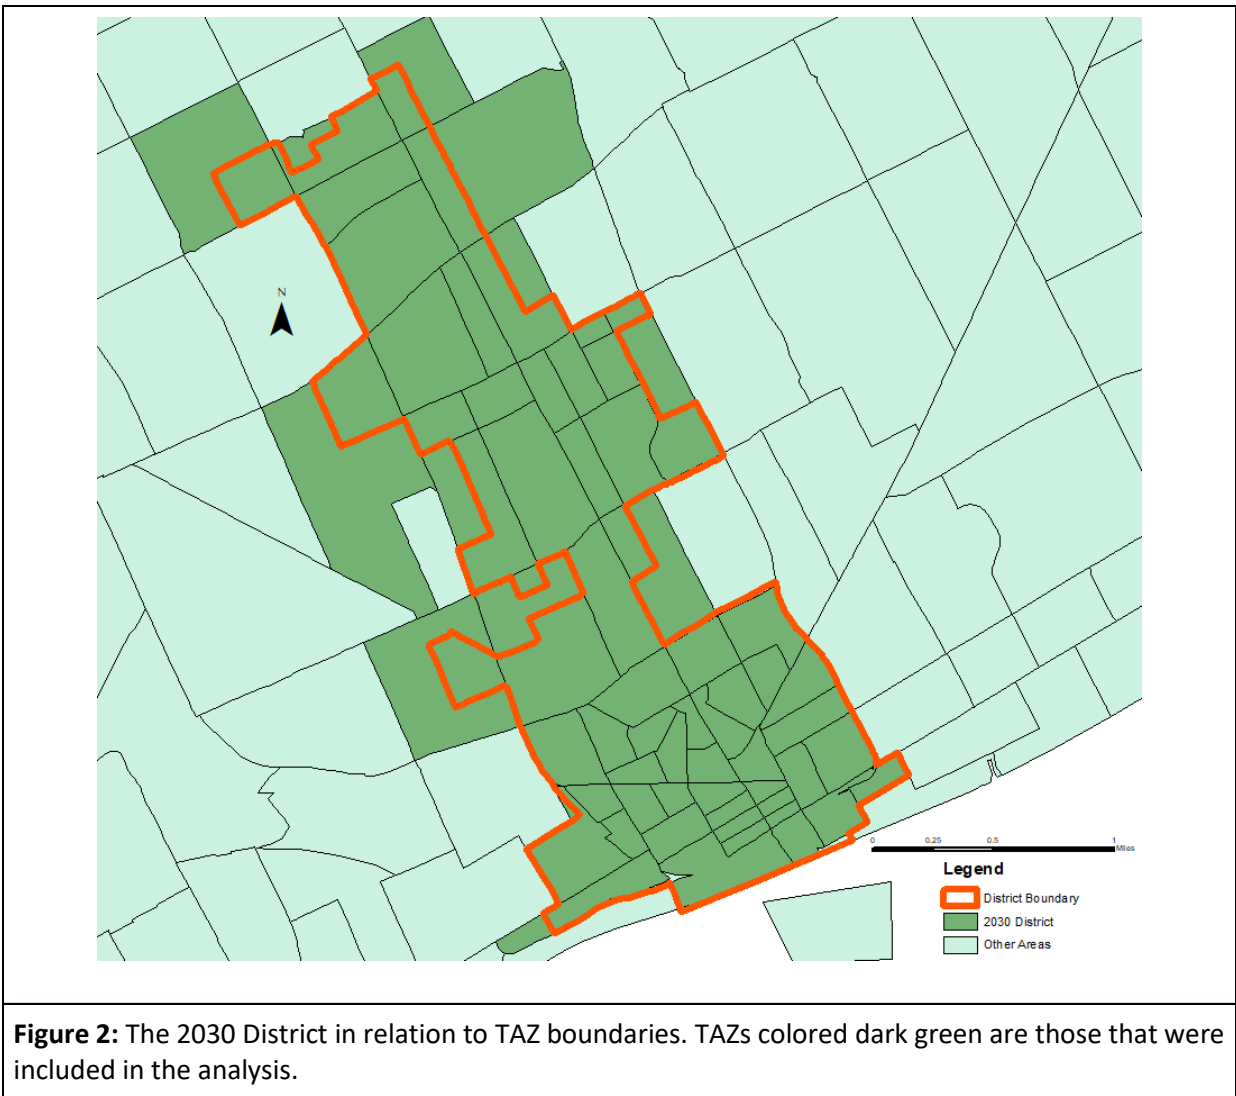 N
0 0.25 0.5 1
Miles
Legend
District Boundary
2030 District
Other Areas
Figure 2: The 2030 District in relation to TAZ boundaries. TAZs colored dark green are those that were
included in the analysis.